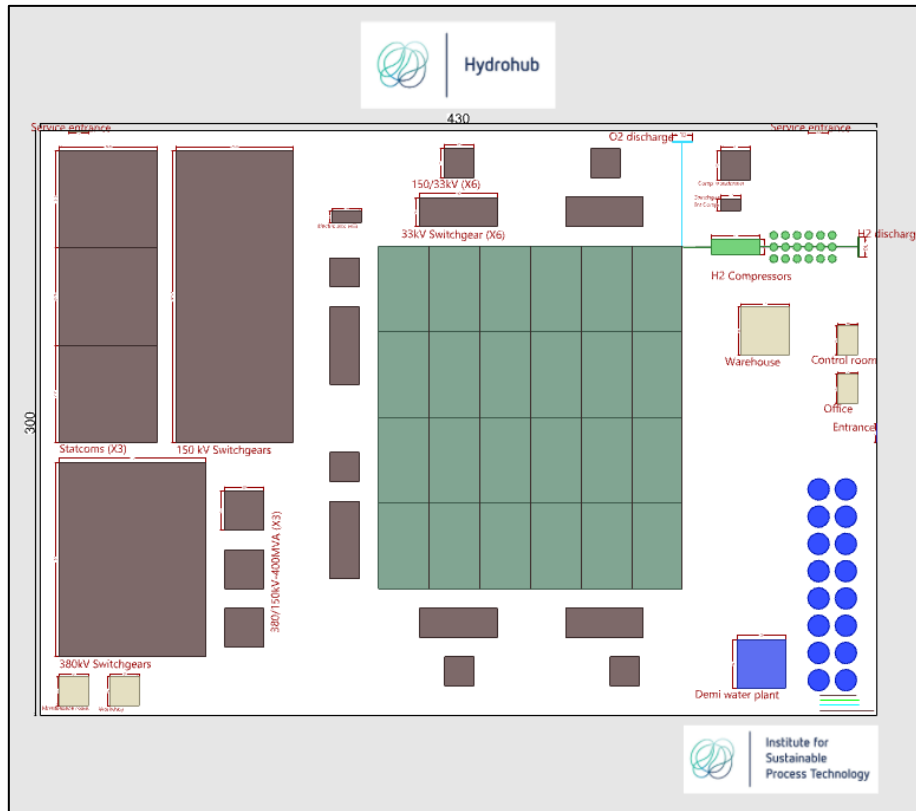 Hydrohub
430
Service entrance
O2 discharge
Service entrance
150/33kV (X6)
33kV Switchgear (X6)
H2 discharge
H2 Compressors
Warehouse
Control room
Office
Entrance
300
Statcoms (X3)
150 kV Switchgears
380/150kV-400MVA (X3)
380kV Switchgears
Demi water plant
Institute for
Sustainable
Process Technology